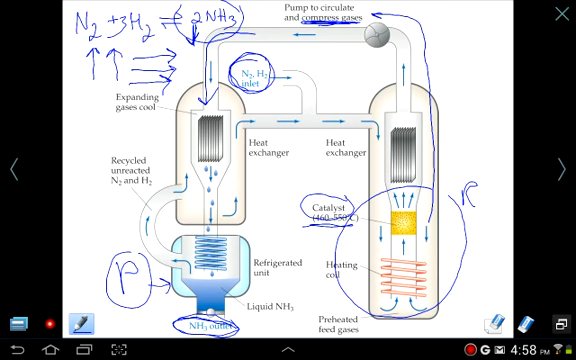 Pump to circulate
and compress gases
N2 + 3H2 ⇌ 2NH3
N2, H2
inlet
Expanding
gases cool
Heat
exchanger
Heat
exchanger
Recycled
unreacted
N2 and H2
R
Catalyst
(460–550°C)
Refrigerated
unit
Heating
coil
P
Liquid NH3
NH3 outlet
Preheated
feed gases
G
4:58 PM